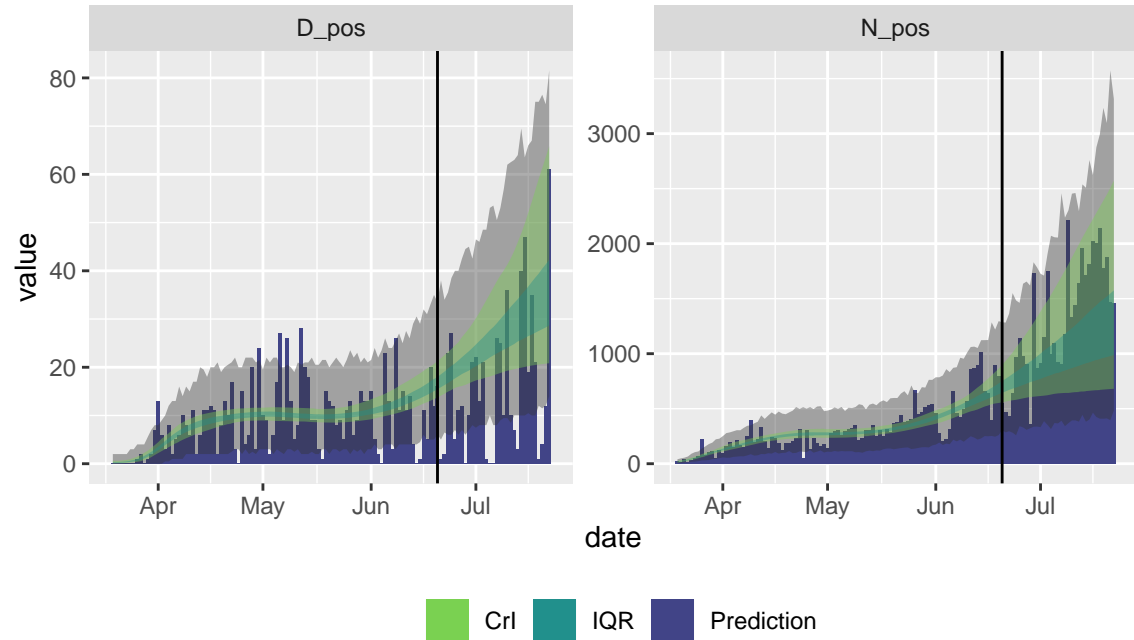 D_pos
N_pos
value
80
60
40
20
0
3000
2000
1000
0
Apr May Jun Jul
Apr May Jun Jul
date
CrI IQR Prediction